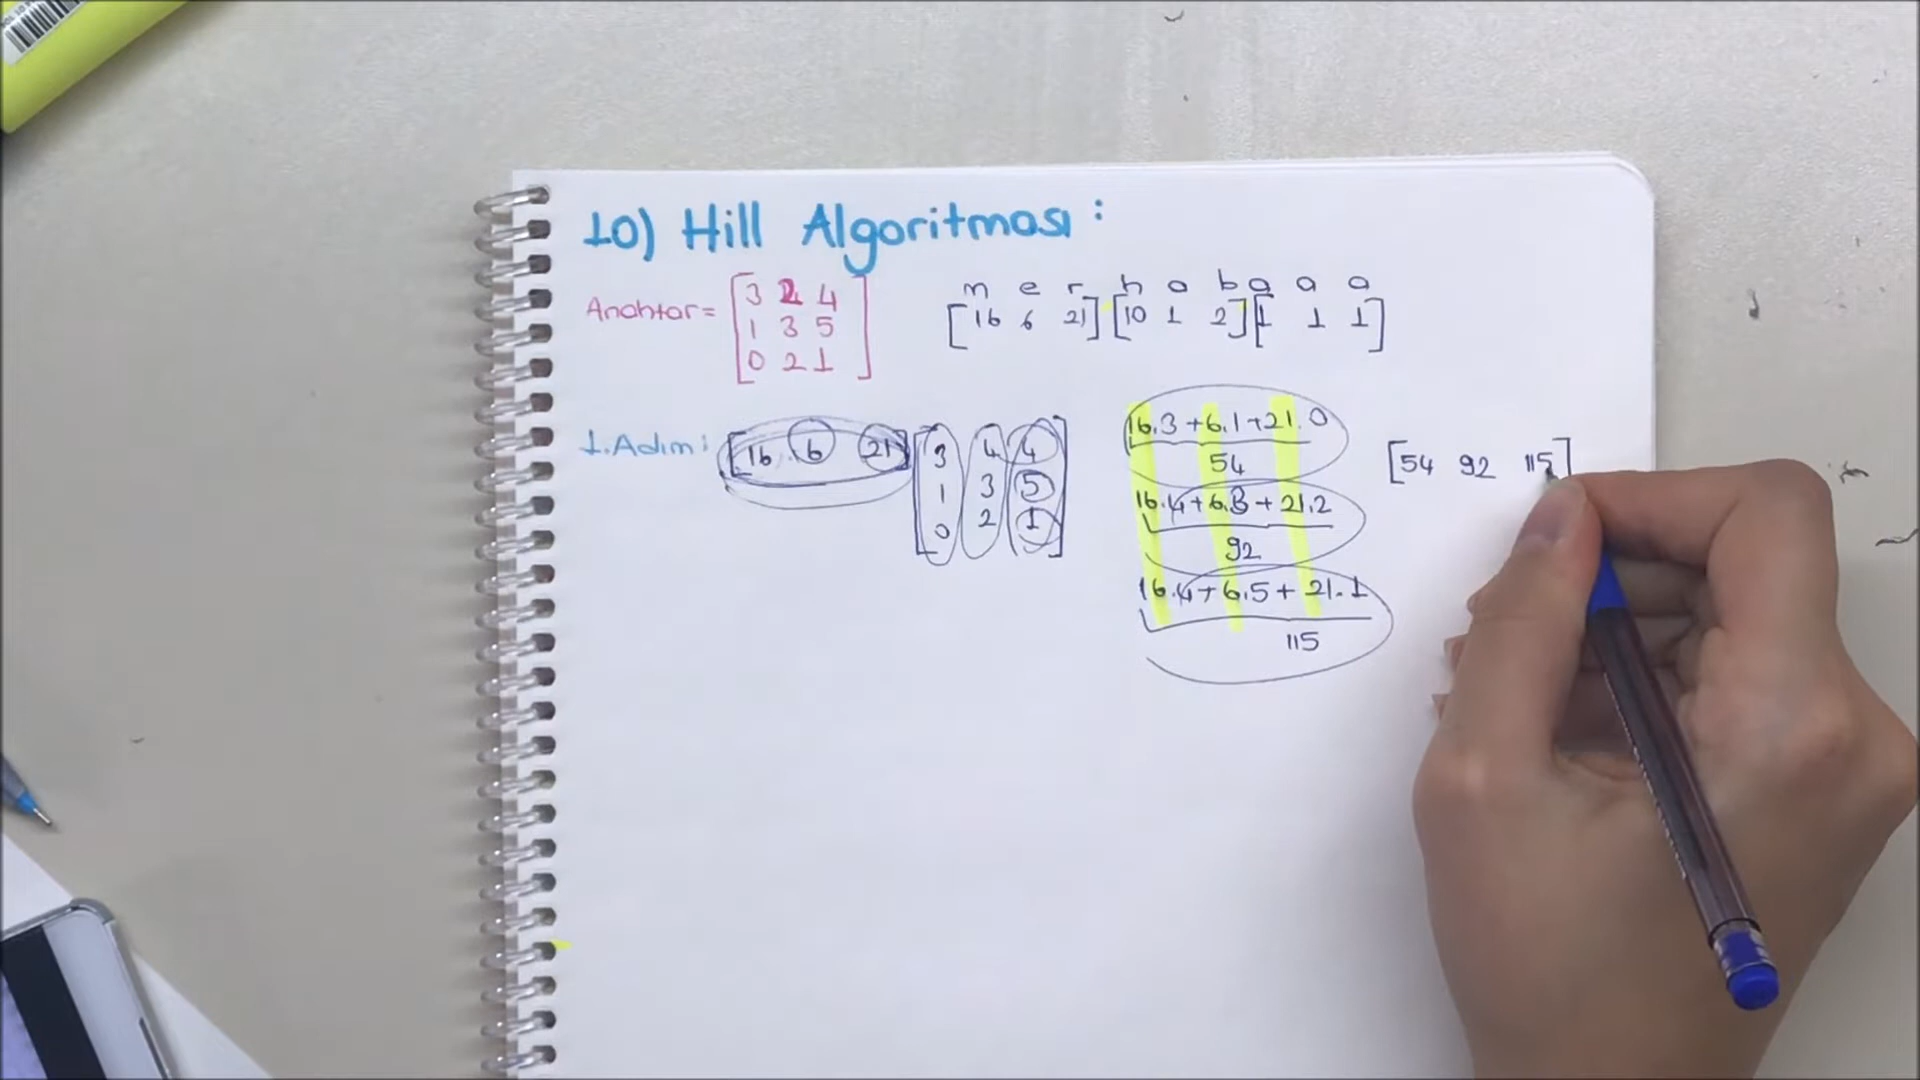 10) Hill Algoritması:
Anahtar = [3 2 4
1 3 5
0 2 1]
m e r h a b a a a
[16 6 21] [10 1 2] [1 1 1]
1. Adım: [16 6 21] [3 4 4
1 3 5
0 2 1]
16.3 + 6.1 + 21.0
54
16.4 + 6.3 + 21.2
92
16.4 + 6.5 + 21.1
115
[54 92 115]